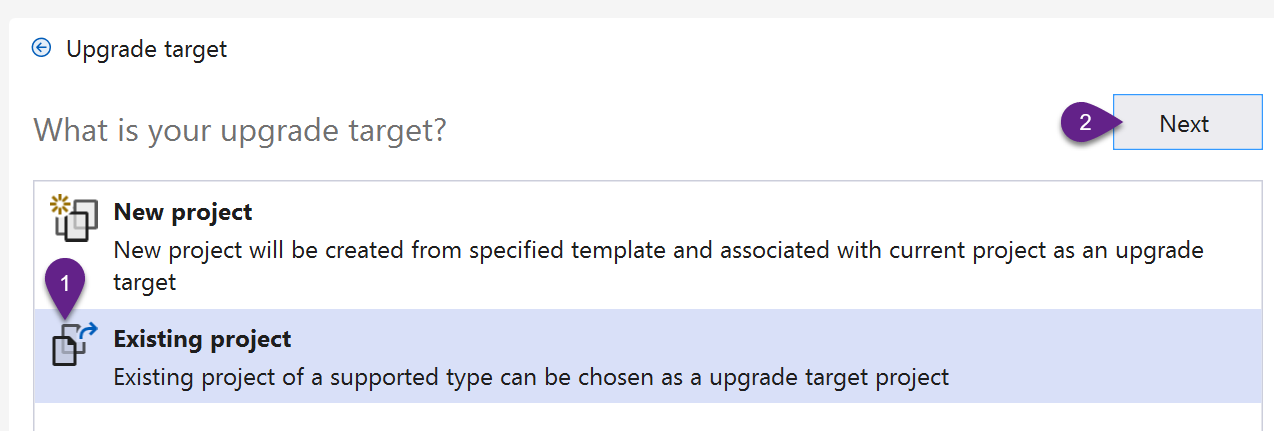 Upgrade target
What is your upgrade target?
2
Next
New project
New project will be created from specified template and associated with current project as an upgrade
target
1
Existing project
Existing project of a supported type can be chosen as a upgrade target project